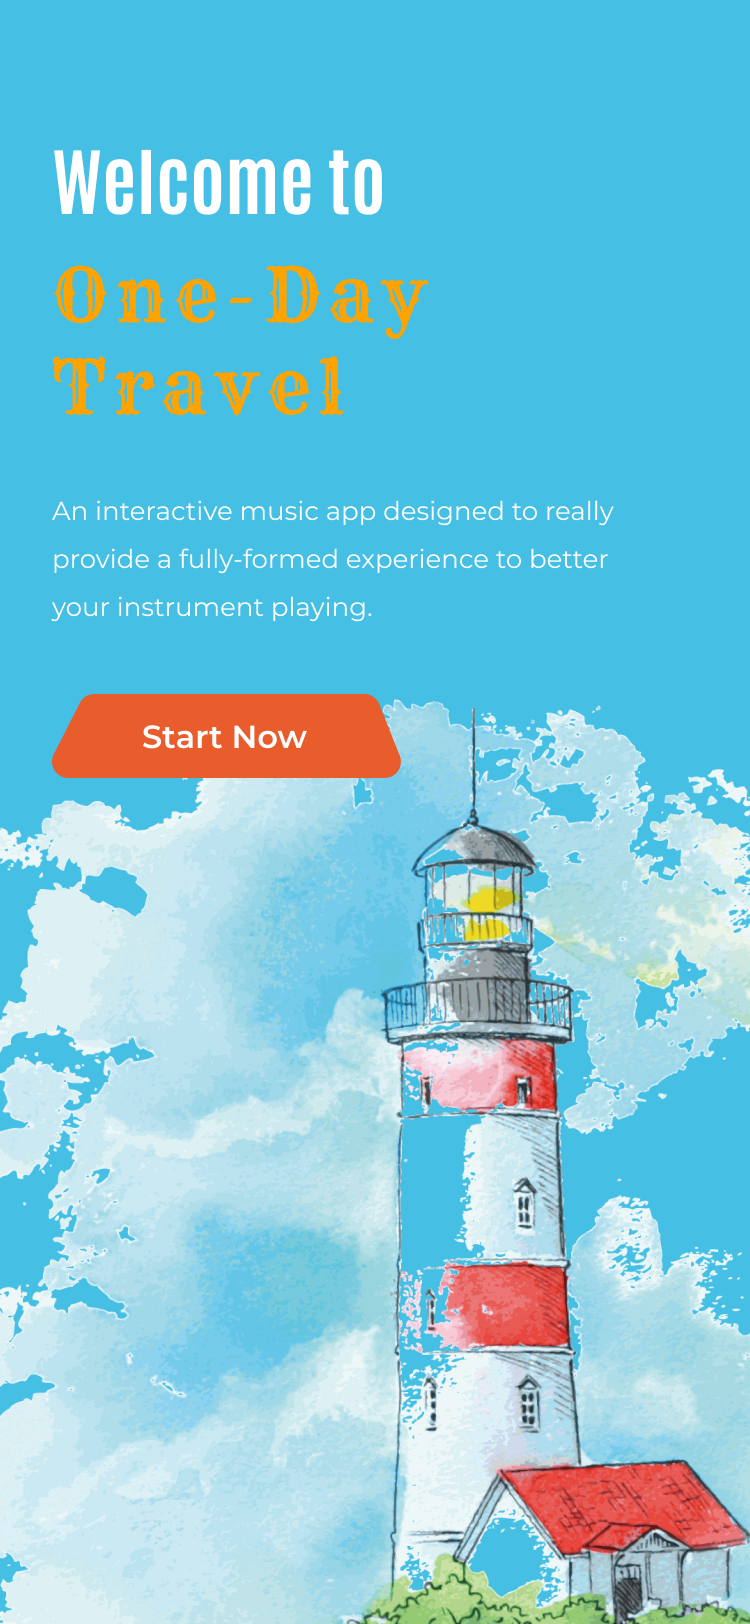 Welcome to
One-Day
Travel
An interactive music app designed to really
provide a fully-formed experience to better
your instrument playing.
Start Now